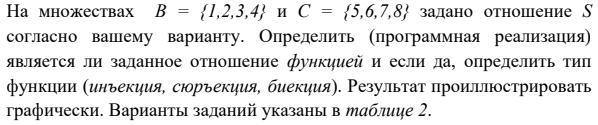 На множествах B = {1,2,3,4} и C = {5,6,7,8} задано отношение S
согласно вашему варианту. Определить (программная реализация)
является ли заданное отношение функцией и если да, определить тип
функции (инъекция, сюръекция, биекция). Результат проиллюстрировать
графически. Варианты заданий указаны в таблице 2.